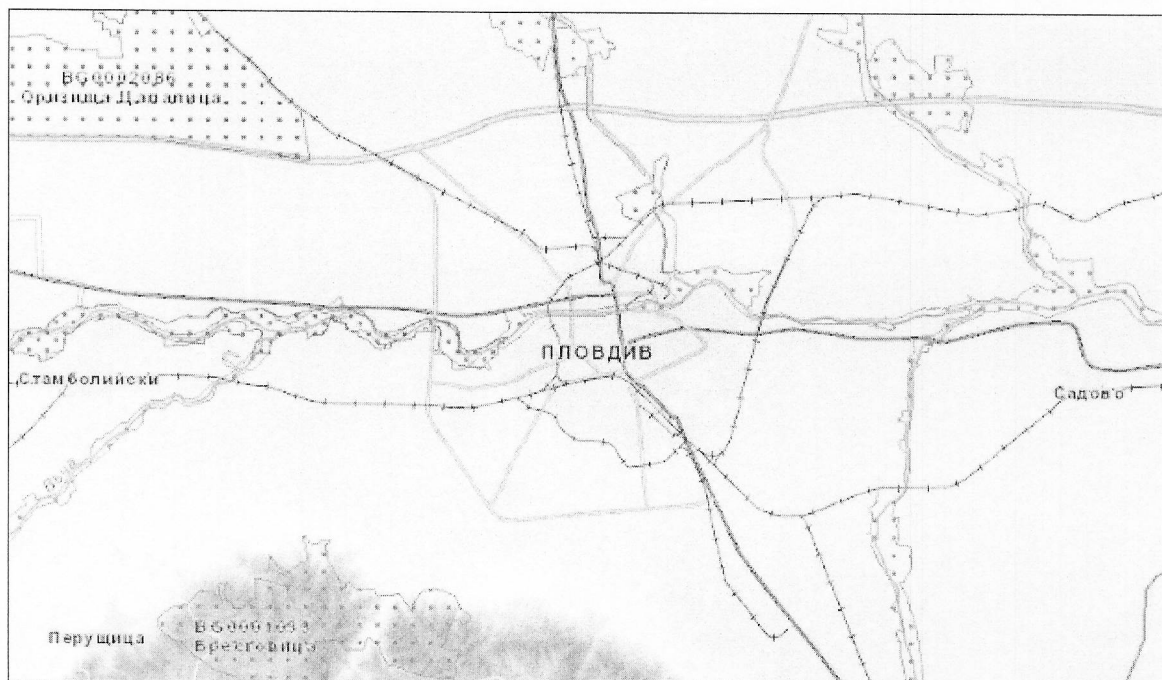 BG0002086
Оризища Цалапица
ПЛОВДИВ
Стамболийски
Садово
Перущица
BG0001033
Брестовица